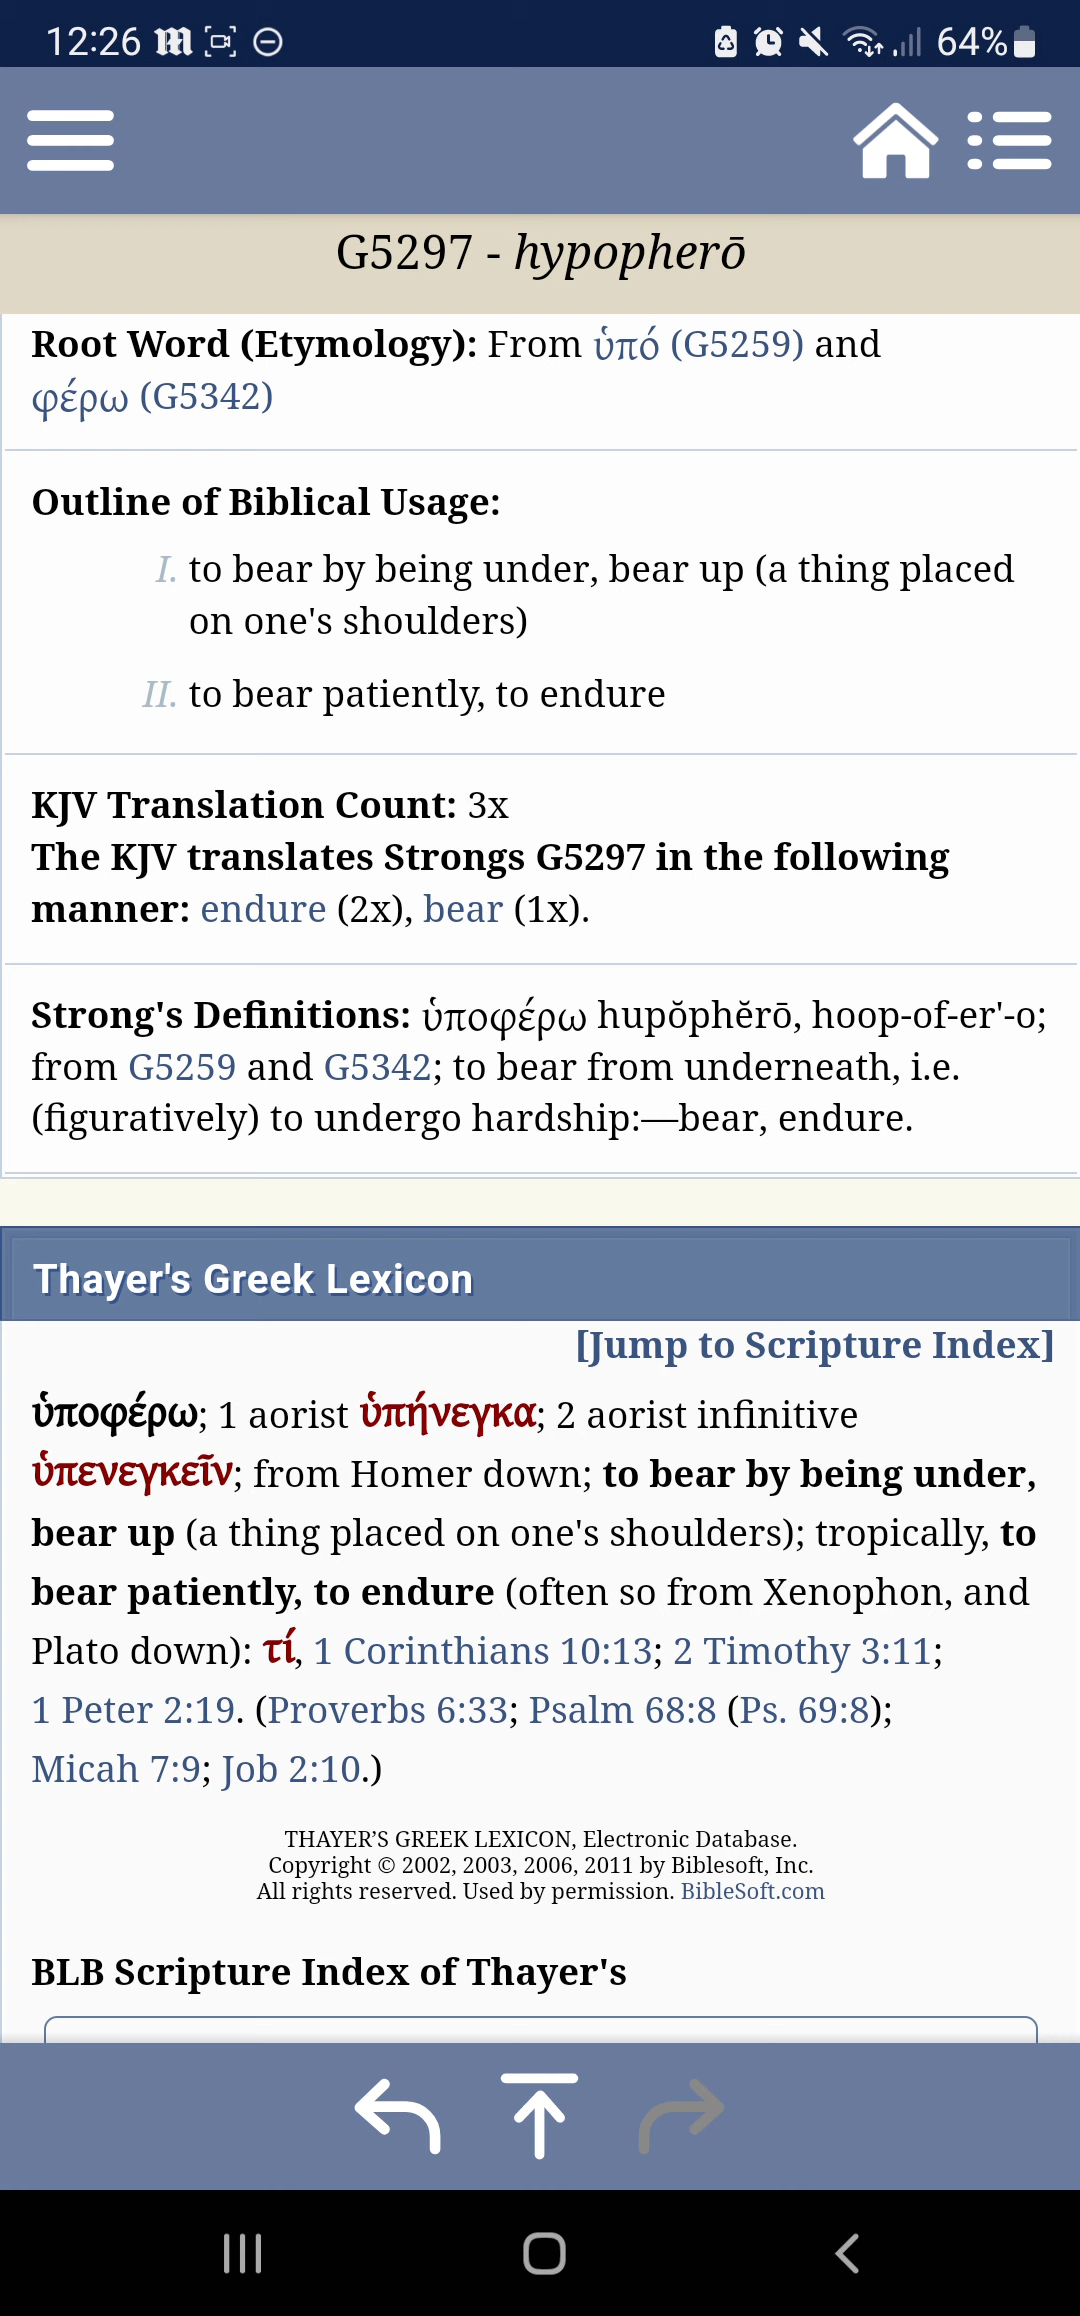 12:26
64%
G5297 - hypopherō
Root Word (Etymology): From ὑπό (G5259) and
φέρω (G5342)
Outline of Biblical Usage:
I. to bear by being under, bear up (a thing placed
on one's shoulders)
II. to bear patiently, to endure
KJV Translation Count: 3x
The KJV translates Strongs G5297 in the following
manner: endure (2x), bear (1x).
Strong's Definitions: ὑποφέρω hupŏphĕrō, hoop-of-er'-o;
from G5259 and G5342; to bear from underneath, i.e.
(figuratively) to undergo hardship:—bear, endure.
Thayer's Greek Lexicon
[Jump to Scripture Index]
ὑποφέρω; 1 aorist ὑπήνεγκα; 2 aorist infinitive
ὑπενεγκεῖν; from Homer down; to bear by being under,
bear up (a thing placed on one's shoulders); tropically, to
bear patiently, to endure (often so from Xenophon, and
Plato down): τί, 1 Corinthians 10:13; 2 Timothy 3:11;
1 Peter 2:19. (Proverbs 6:33; Psalm 68:8 (Ps. 69:8);
Micah 7:9; Job 2:10.)
THAYER’S GREEK LEXICON, Electronic Database.
Copyright © 2002, 2003, 2006, 2011 by Biblesoft, Inc.
All rights reserved. Used by permission. BibleSoft.com
BLB Scripture Index of Thayer's